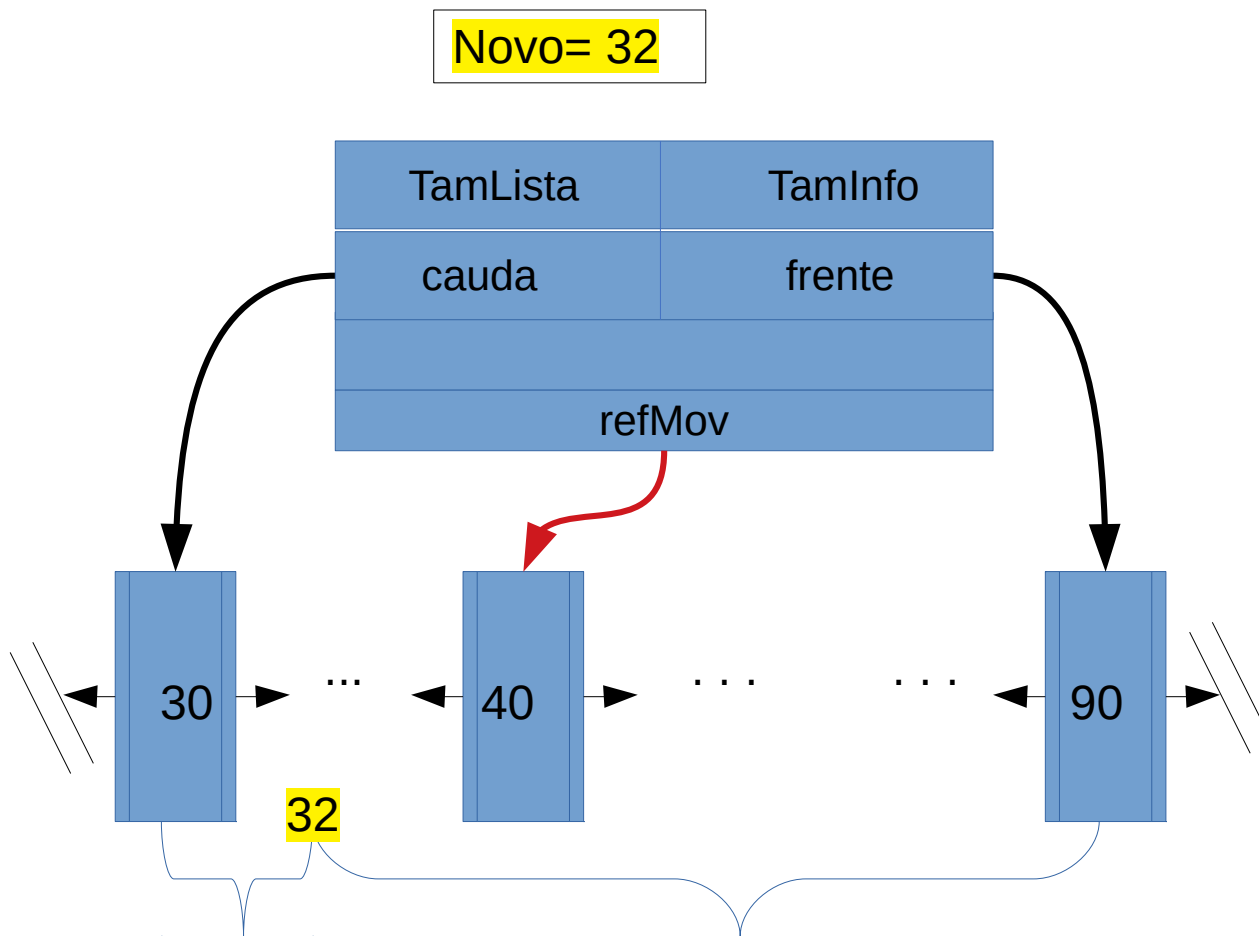 Novo= 32
TamLista TamInfo
cauda frente
refMov
... . . . . . .
30 40 90
32